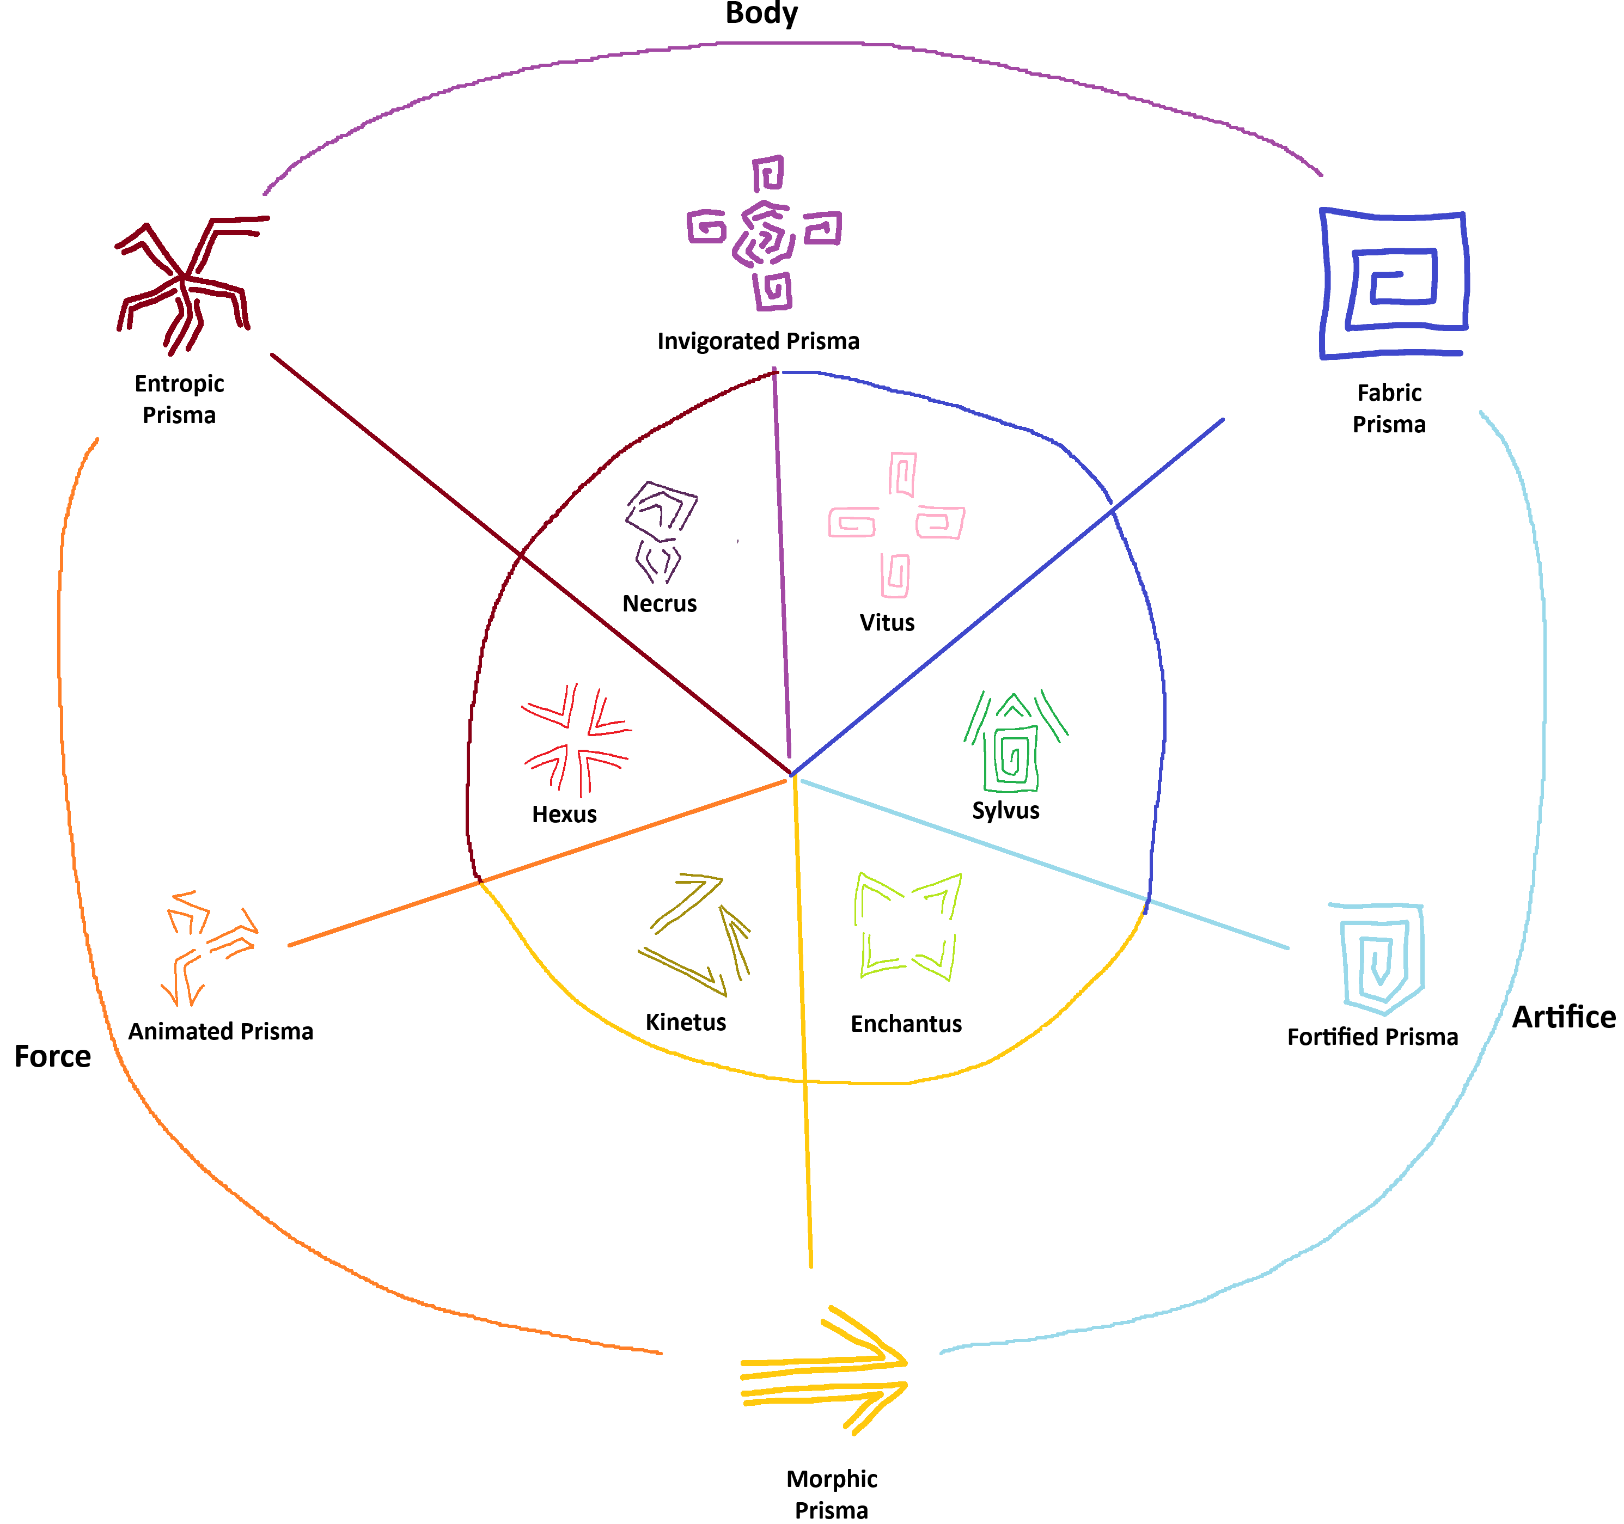 Body
Invigorated Prisma
Entropic
Prisma
Fabric
Prisma
Necrus
Vitus
Hexus
Sylvus
Kinetus
Enchantus
Animated Prisma
Fortified Prisma
Force
Artifice
Morphic
Prisma